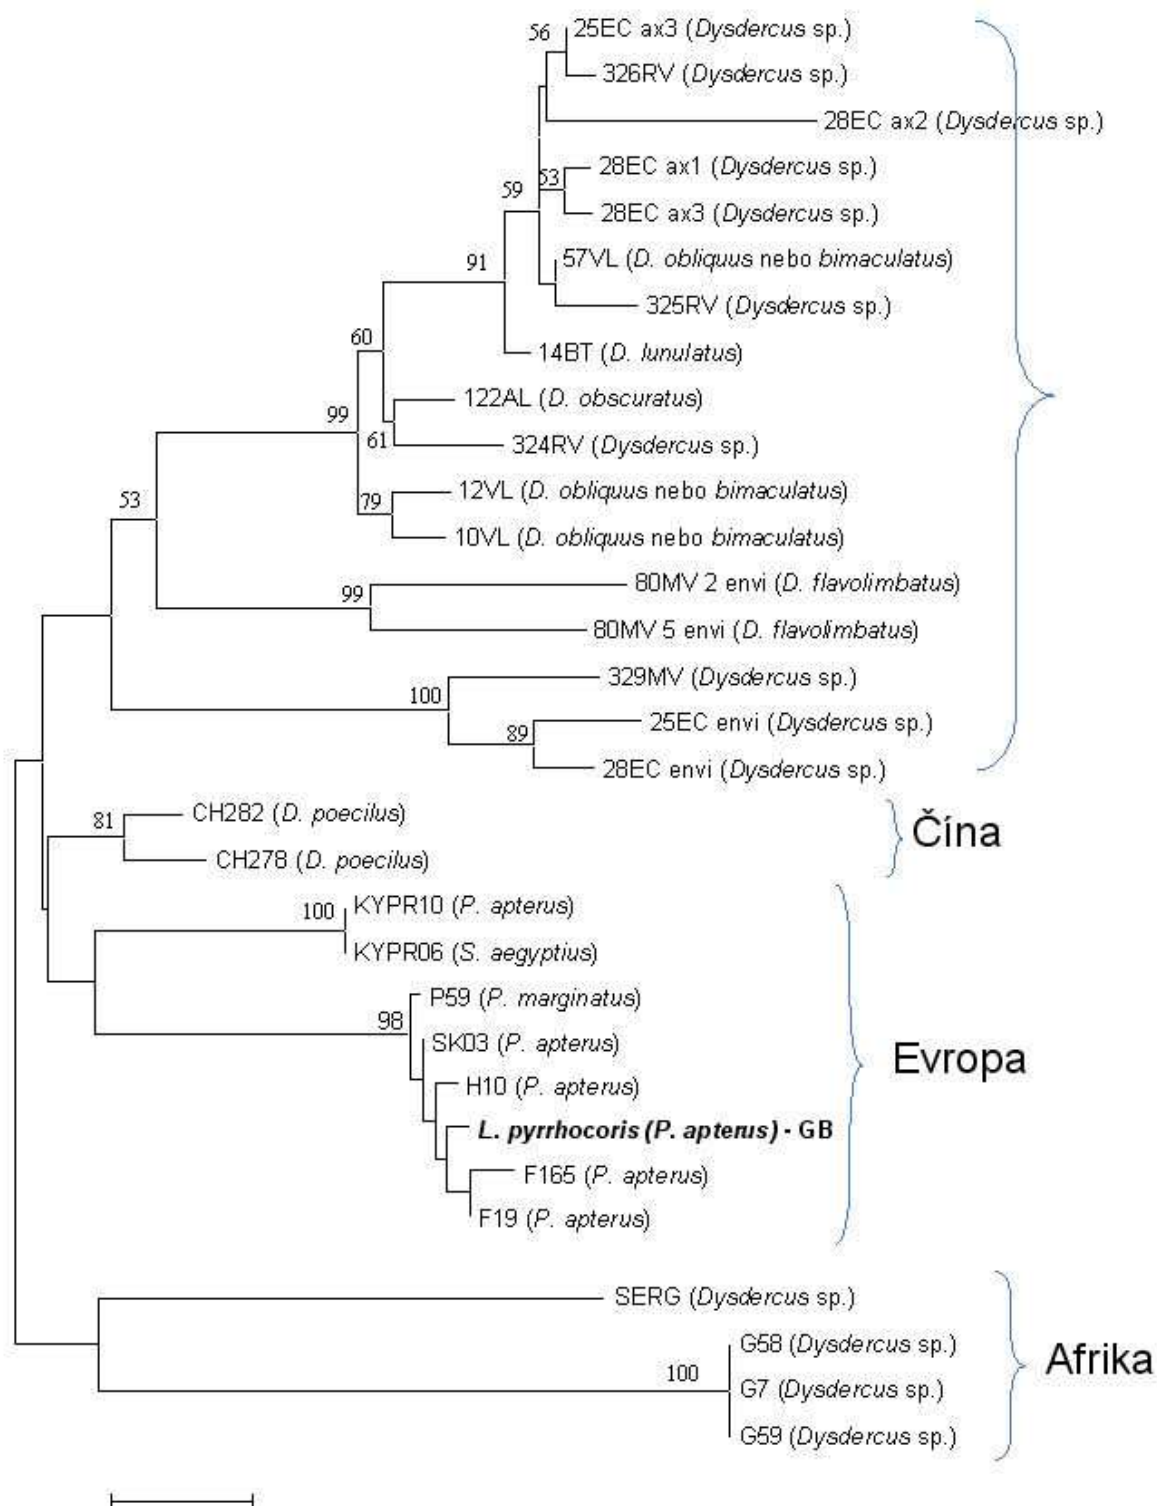 56
25EC ax3 (Dysdercus sp.)
326RV (Dysdercus sp.)
28EC ax2 (Dysdercus sp.)
53
28EC ax1 (Dysdercus sp.)
59
28EC ax3 (Dysdercus sp.)
57VL (D. obliquus nebo bimaculatus)
91
325RV (Dysdercus sp.)
14BT (D. lunulatus)
60
122AL (D. obscuratus)
99
61
324RV (Dysdercus sp.)
12VL (D. obliquus nebo bimaculatus)
79
53
10VL (D. obliquus nebo bimaculatus)
80MV 2 envi (D. flavolimbatus)
99
80MV 5 envi (D. flavolimbatus)
329MV (Dysdercus sp.)
100
25EC envi (Dysdercus sp.)
89
28EC envi (Dysdercus sp.)
CH282 (D. poecilus)
81
Čína
CH278 (D. poecilus)
KYPR10 (P. apterus)
100
KYPR06 (S. aegyptius)
P59 (P. marginatus)
98
SK03 (P. apterus)
Evropa
H10 (P. apterus)
L. pyrrhocoris (P. apterus) - GB
F165 (P. apterus)
F19 (P. apterus)
SERG (Dysdercus sp.)
G58 (Dysdercus sp.)
Afrika
100
G7 (Dysdercus sp.)
G59 (Dysdercus sp.)